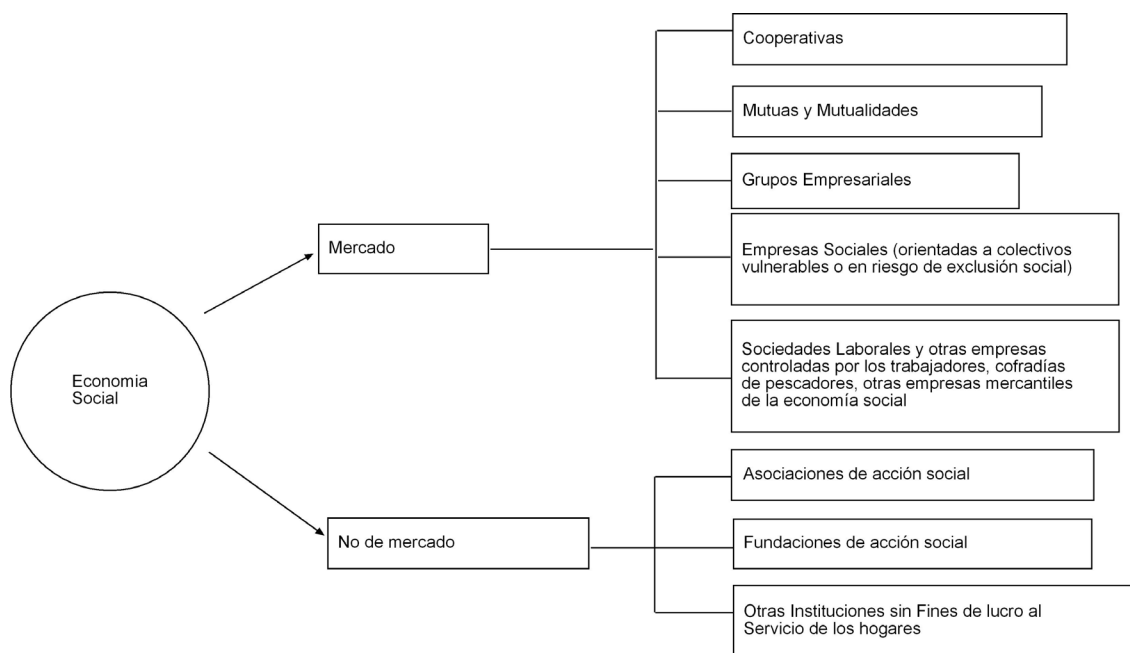 Economia
Social
Mercado
Cooperativas
Mutuas y Mutualidades
Grupos Empresariales
Empresas Sociales (orientadas a colectivos
vulnerables o en riesgo de exclusión social)
Sociedades Laborales y otras empresas
controladas por los trabajadores, cofradías
de pescadores, otras empresas mercantiles
de la economía social
No de mercado
Asociaciones de acción social
Fundaciones de acción social
Otras Instituciones sin Fines de lucro al
Servicio de los hogares